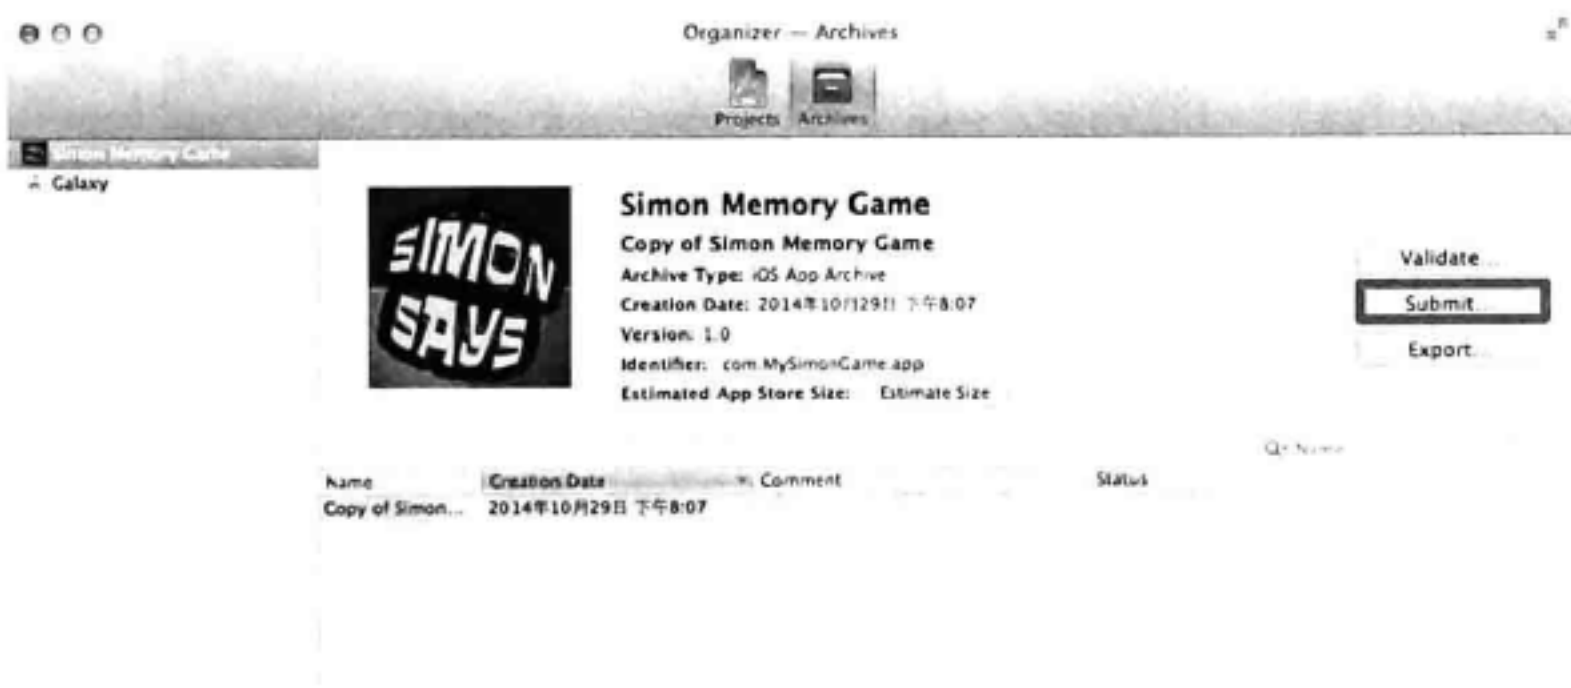 Organizer — Archives
Projects Archives
Simon Memory Game
Galaxy
SIMON
SAYS
Simon Memory Game
Copy of Simon Memory Game
Archive Type: iOS App Archive
Creation Date: 2014年10月29日 下午8:07
Version: 1.0
Identifier: com.MySimonGame.app
Estimated App Store Size: Estimate Size
Validate...
Submit...
Export...
Name
Name Creation Date Comment Status
Copy of Simon... 2014年10月29日 下午8:07